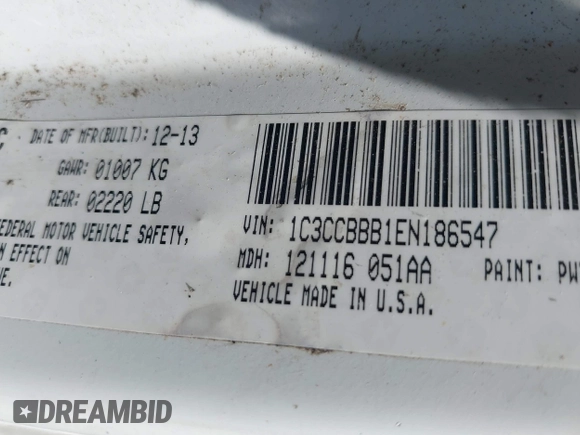 C DATE OF MFR(BUILT): 12-13
GAWR: 01007 KG
REAR: 02220 LB
FEDERAL MOTOR VEHICLE SAFETY,
N EFFECT ON
VE.
VIN: 1C3CCBBB1EN186547
MDH: 121116 051AA PAINT: PW
VEHICLE MADE IN U.S.A.
DREAMBID